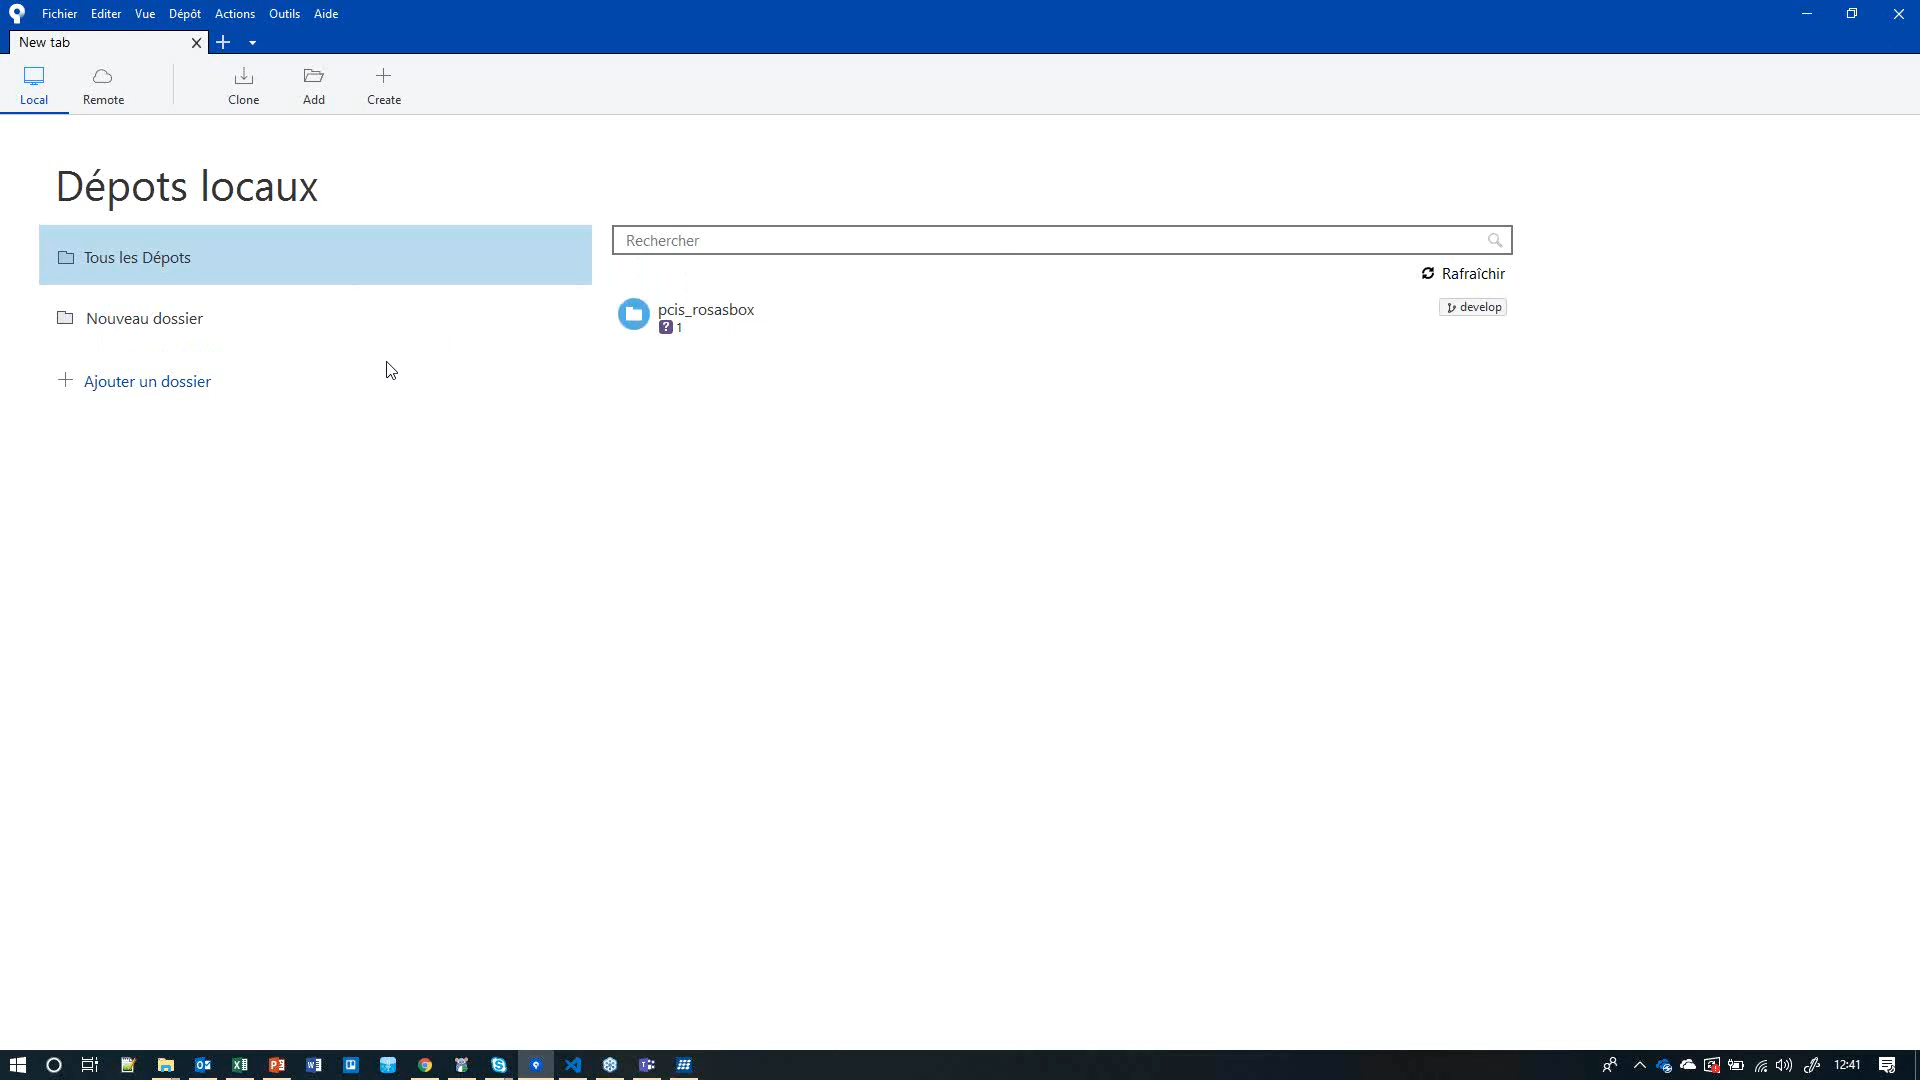 Fichier Editer Vue Dépôt Actions Outils Aide
New tab
Local Remote Clone Add Create
Dépots locaux
Tous les Dépots
Nouveau dossier
Ajouter un dossier
Rechercher
Rafraîchir
pcis_rosasbox
? 1
develop
12:41